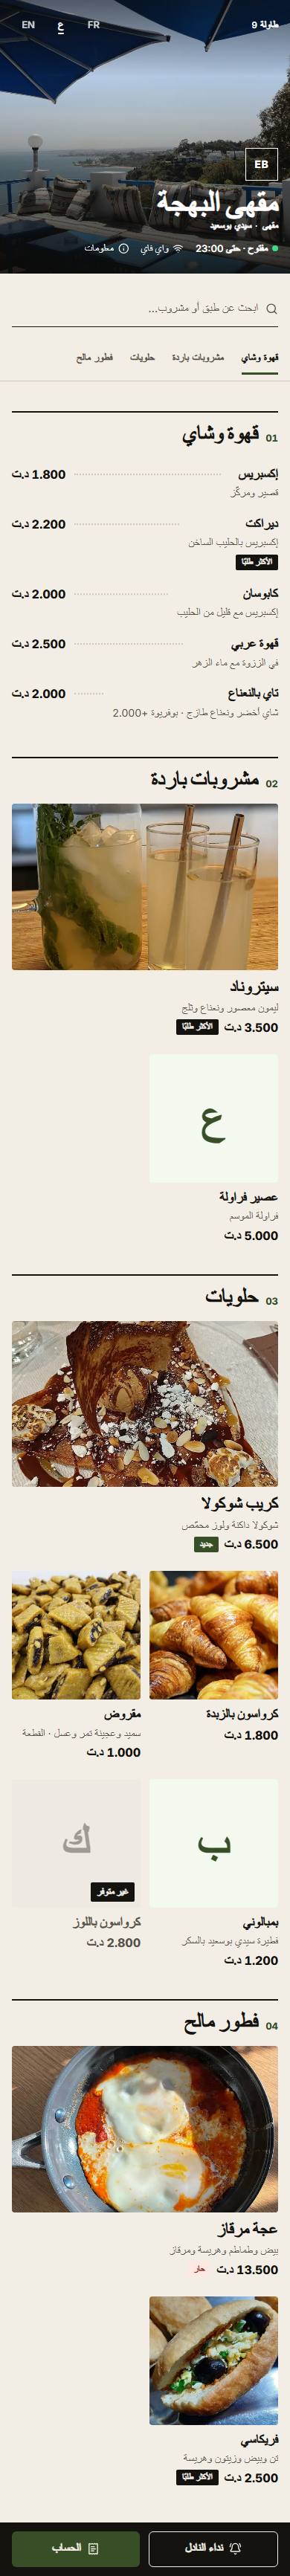 طاولة 9
FR
ع
EN
EB
مقهى البهجة
مقهى · سيدي بوسعيد
مفتوح · حتى 23:00
واي فاي
معلومات
ابحث عن طبق أو مشروب...
قهوة وشاي
مشروبات باردة
حلويات
فطور مالح
01 قهوة وشاي
إكسبريس 1.800 د.ت
قصير ومركّز
ديراكت 2.200 د.ت
إكسبريس بالحليب الساخن
الأكثر طلبًا
كابوسان 2.000 د.ت
إكسبريس مع قليل من الحليب
قهوة عربي 2.500 د.ت
في الززوة مع ماء الزهر
تاي بالنعناع 2.000 د.ت
شاي أخضر ونعناع طازج · بوفريوة +2.000
02 مشروبات باردة
سيتروناد
ليمون معصور ونعناع وثلج
3.500 د.ت الأكثر طلبًا
ع
عصير فراولة
فراولة الموسم
5.000 د.ت
03 حلويات
كريب شوكولا
شوكولا داكنة ولوز محمّص
6.500 د.ت جديد
كرواسون بالزبدة
1.800 د.ت
مقروض
سميد وعجينة تمر وعسل · القطعة
1.000 د.ت
ب
بمبالوني
فطيرة سيدي بوسعيد بالسكر
1.200 د.ت
ك
غير متوفر
كرواسون باللوز
2.800 د.ت
04 فطور مالح
عجة مرقاز
بيض وطماطم وهريسة ومرقاز
13.500 د.ت حار
فريكاسي
تن وبيض وزيتون وهريسة
2.500 د.ت الأكثر طلبًا
نداء النادل
الحساب